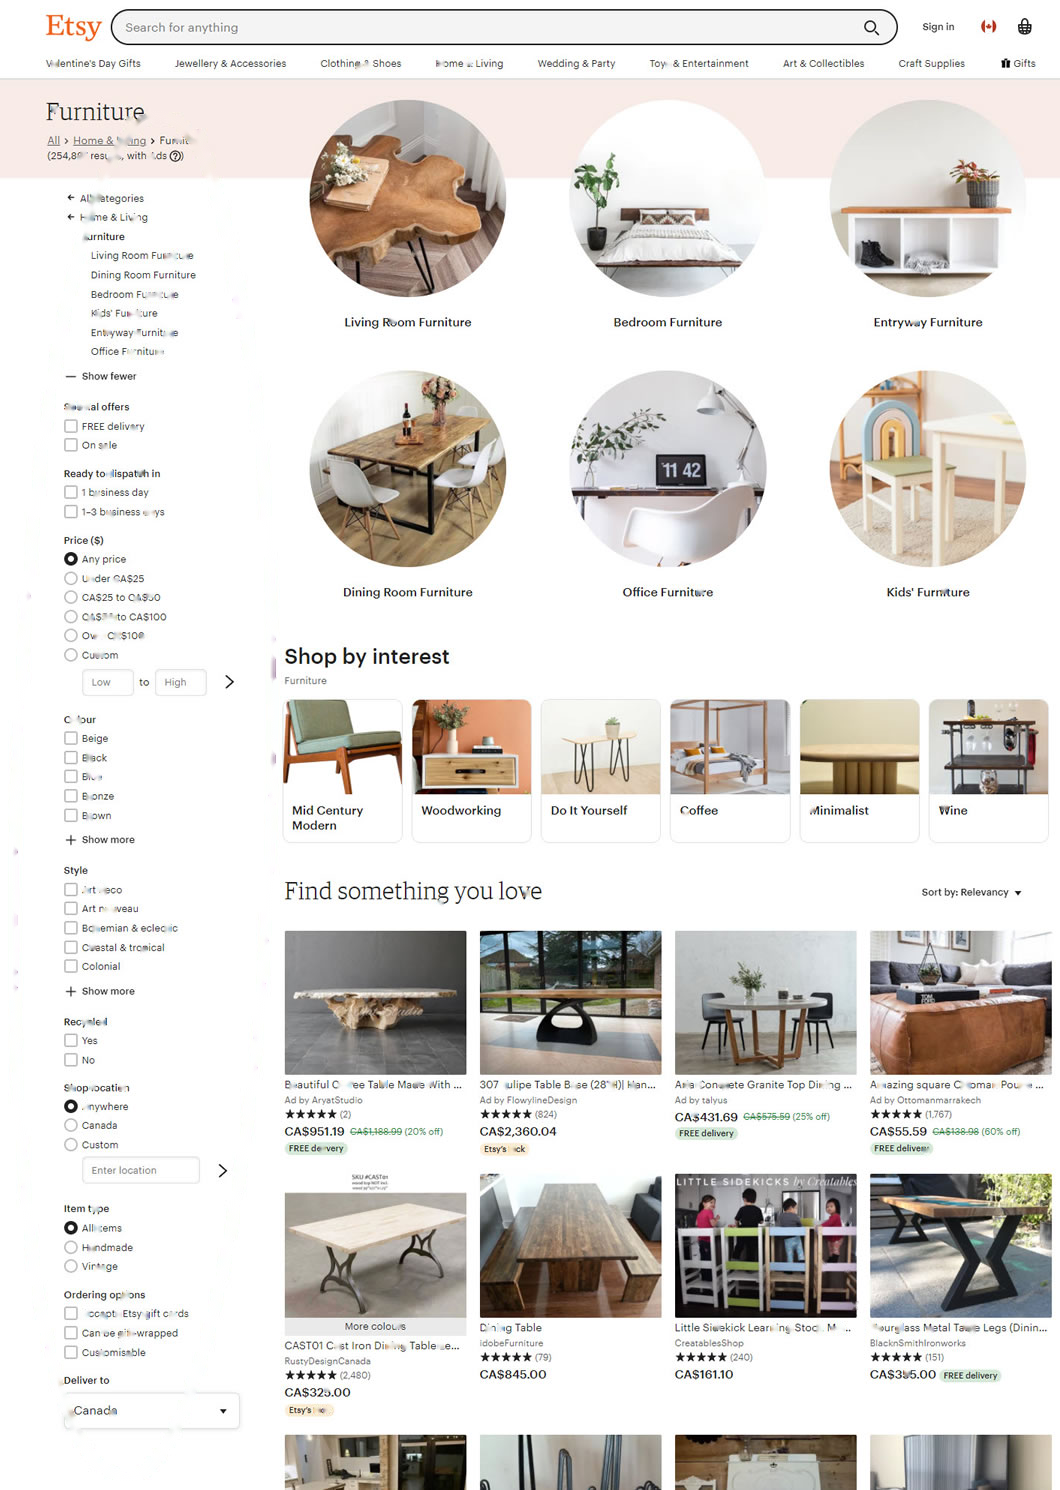 Etsy
Search for anything
Sign in
Valentine's Day Gifts
Jewellery & Accessories
Clothing & Shoes
Home & Living
Wedding & Party
Toys & Entertainment
Art & Collectibles
Craft Supplies
Gifts
Furniture
All > Home & Living > Furniture
results, with Ads
All categories
Home & Living
Furniture
Living Room Furniture
Dining Room Furniture
Bedroom Furniture
Kids' Furniture
Entryway Furniture
Office Furniture
Show fewer
Special offers
FREE delivery
On sale
Ready to dispatch in
1 business day
1–3 business days
Price ($)
Any price
Under CA$25
CA$25 to CA$50
CA$50 to CA$100
Over CA$100
Custom
Low to High
Colour
Beige
Black
Blue
Bronze
Brown
Show more
Style
Art deco
Art nouveau
Bohemian & eclectic
Coastal & tropical
Colonial
Show more
Recycled
Yes
No
Shop location
Anywhere
Canada
Custom
Enter location
Item type
All items
Handmade
Vintage
Ordering options
Accepts Etsy gift cards
Can be gift-wrapped
Customisable
Deliver to
Canada
Living Room Furniture
Bedroom Furniture
Entryway Furniture
11 42
Dining Room Furniture
Office Furniture
Kids' Furniture
Shop by interest
Furniture
Mid Century
Modern
Woodworking
Do It Yourself
Coffee
Minimalist
Wine
Find something you love
Sort by: Relevancy
Beautiful Coffee Table Made With ...
Ad by AryatStudio
(2)
CA$951.19 CA$1,188.99 (20% off)
FREE delivery
307 Tulipe Table Base (28"H)| Han...
Ad by FlowylineDesign
(824)
CA$2,360.04
Etsy's Pick
Concrete Granite Top Dining ...
Ad by talyus
CA$431.69 CA$575.59 (25% off)
FREE delivery
TOM FORD
Amazing square Ottoman Pouf ...
Ad by Ottomanmarrakech
(1,767)
CA$55.59 CA$138.98 (60% off)
FREE delivery
SKU #CAST01
More colours
CAST01 Cast Iron Dining Table Le...
RustyDesignCanada
(2,480)
CA$325.00
Etsy's Pick
Dining Table
idobeFurniture
(79)
CA$845.00
LITTLE SIDEKICKS by Creatables
Little Sidekick Learning Stool, M...
CreatablesShop
(240)
CA$161.10
Hourglass Metal Table Legs (Dinin...
BlacknSmithIronworks
(151)
CA$395.00 FREE delivery